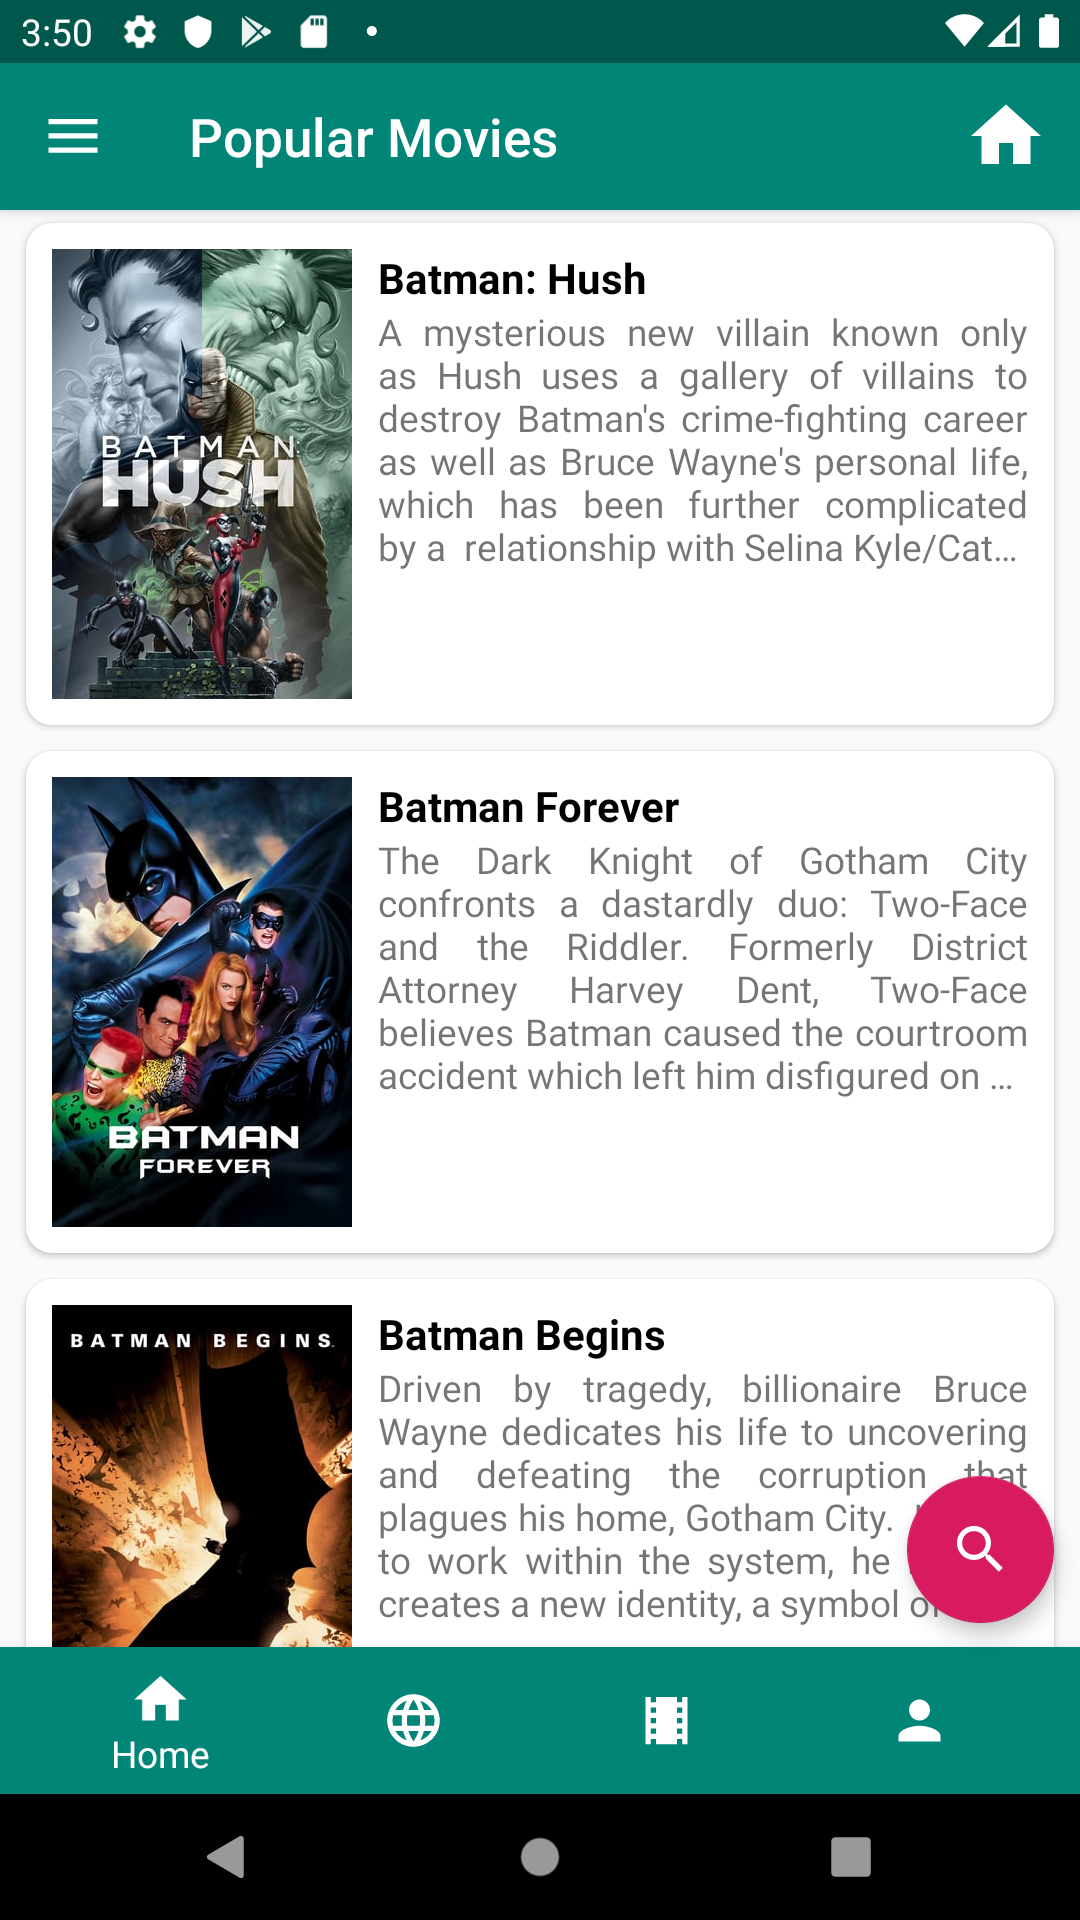 3:50
Popular Movies
BATMAN
HUSH
Batman: Hush
A mysterious new villain known only
as Hush uses a gallery of villains to
destroy Batman's crime-fighting career
as well as Bruce Wayne's personal life,
which has been further complicated
by a relationship with Selina Kyle/Cat…
BATMAN
FOREVER
Batman Forever
The Dark Knight of Gotham City
confronts a dastardly duo: Two-Face
and the Riddler. Formerly District
Attorney Harvey Dent, Two-Face
believes Batman caused the courtroom
accident which left him disfigured on …
BATMAN BEGINS
Batman Begins
Driven by tragedy, billionaire Bruce
Wayne dedicates his life to uncovering
and defeating the corruption that
plagues his home, Gotham City.
to work within the system, he
creates a new identity, a symbol of
Home